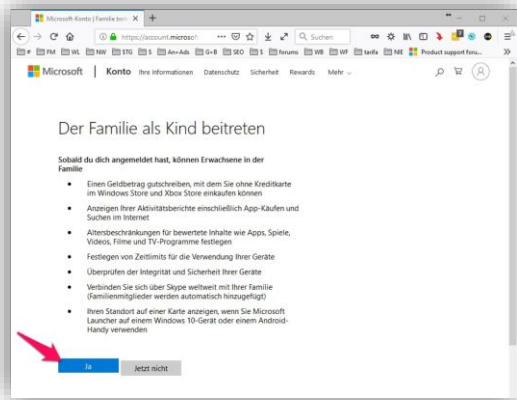 Microsoft-Konto | Familie beit
https://account.microsof
Suchen
FM WL NW STG S An+Ads G+B SEO S forums WB WF tarifa NIE Product support foru...
Microsoft | Konto Ihre Informationen Datenschutz Sicherheit Rewards Mehr
Der Familie als Kind beitreten
Sobald du dich angemeldet hast, können Erwachsene in der
Familie
• Einen Geldbetrag gutschreiben, mit dem Sie ohne Kreditkarte
im Windows Store und Xbox Store einkaufen können
• Anzeigen Ihrer Aktivitätsberichte einschließlich App-Käufen und
Suchen im Internet
• Altersbeschränkungen für bewertete Inhalte wie Apps, Spiele,
Videos, Filme und TV-Programme festlegen
• Festlegen von Zeitlimits für die Verwendung Ihrer Geräte
• Überprüfen der Integrität und Sicherheit Ihrer Geräte
• Verbinden Sie sich über Skype weltweit mit Ihrer Familie
(Familienmitglieder werden automatisch hinzugefügt)
• Ihren Standort auf einer Karte anzeigen, wenn Sie Microsoft
Launcher auf einem Windows 10-Gerät oder einem Android-
Handy verwenden
Ja Jetzt nicht